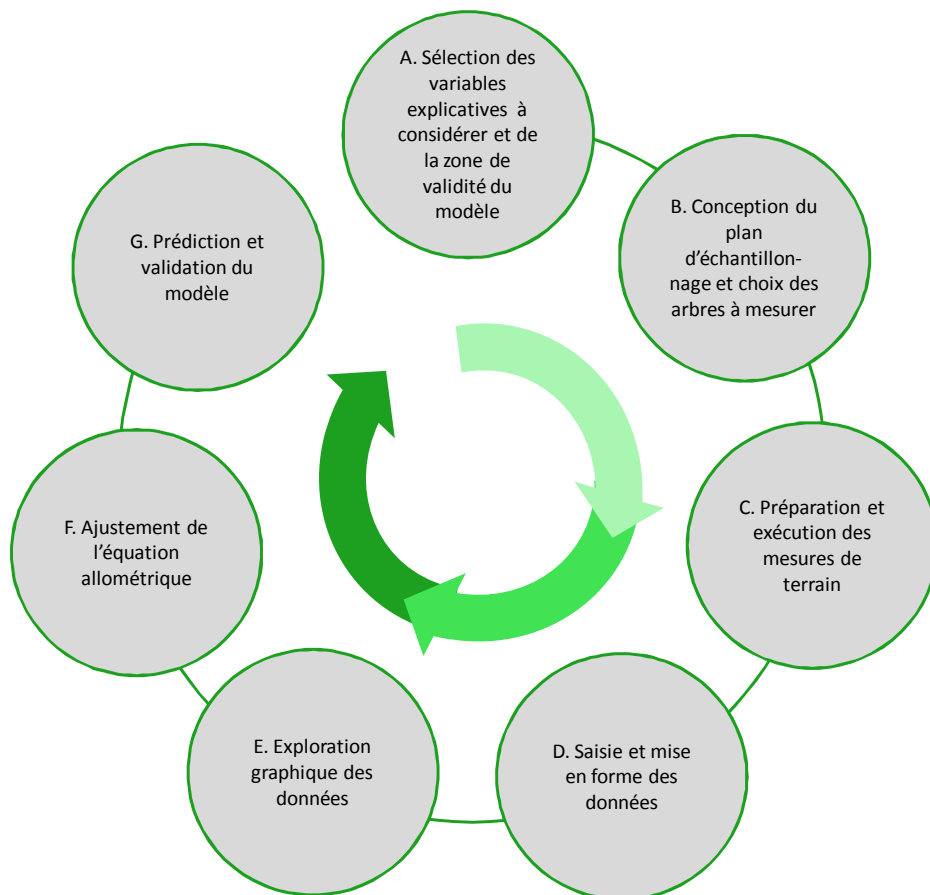 A. Sélection des
variables
explicatives à
considérer et de
la zone de
validité du
modèle
B. Conception du
plan
d'échantillon-
nage et choix des
arbres à mesurer
C. Préparation et
exécution des
mesures de
terrain
D. Saisie et mise
en forme des
données
E. Exploration
graphique des
données
F. Ajustement de
l'équation
allométrique
G. Prédiction et
validation du
modèle